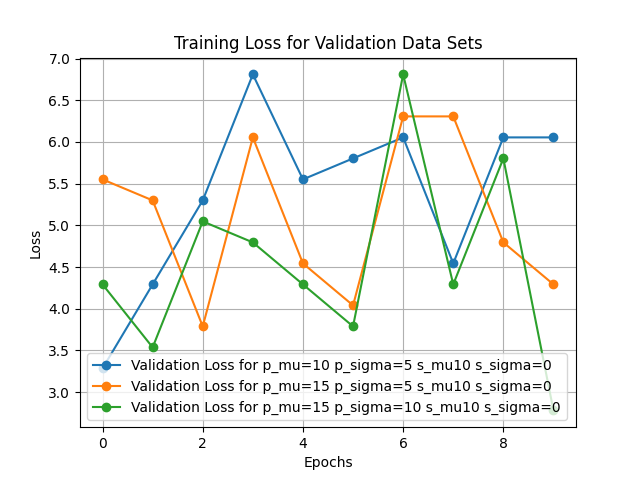 Training Loss for Validation Data Sets
7.0
6.5
6.0
5.5
5.0
4.5
4.0
3.5
3.0
Loss
Validation Loss for p_mu=10 p_sigma=5 s_mu10 s_sigma=0
Validation Loss for p_mu=15 p_sigma=5 s_mu10 s_sigma=0
Validation Loss for p_mu=15 p_sigma=10 s_mu10 s_sigma=0
0 2 4 6 8
Epochs